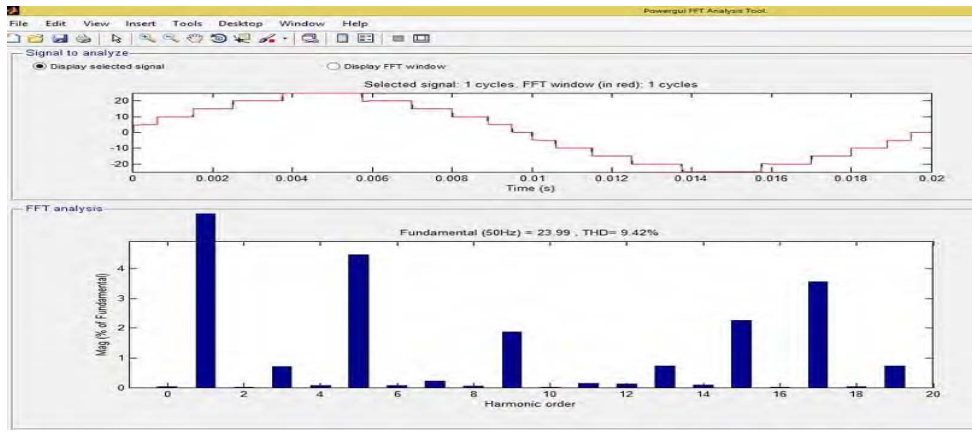 Powergui FFT Analysis Tool.
File Edit View Insert Tools Desktop Window Help
Signal to analyze
Display selected signal
Display FFT window
Selected signal: 1 cycles. FFT window (in red): 1 cycles
20
10
0
-10
-20
0 0.002 0.004 0.006 0.008 0.01 0.012 0.014 0.016 0.018 0.02
Time (s)
FFT analysis
Fundamental (50Hz) = 23.99 , THD= 9.42%
Mag (% of Fundamental)
4
3
2
1
0
0 2 4 6 8 10 12 14 16 18 20
Harmonic order